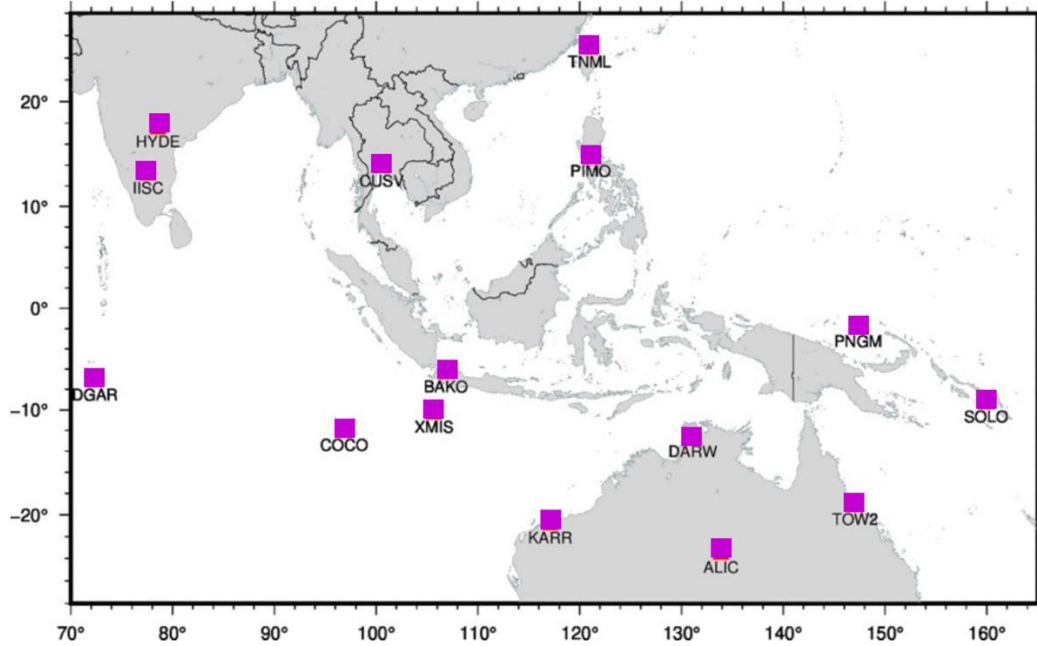 TNML
20°
HYDE
IISC
CUSV
PIMO
10°
0°
PNGM
DGAR
BAKO
SOLO
−10°
XMIS
COCO
DARW
−20°
TOW2
KARR
ALIC
70° 80° 90° 100° 110° 120° 130° 140° 150° 160°